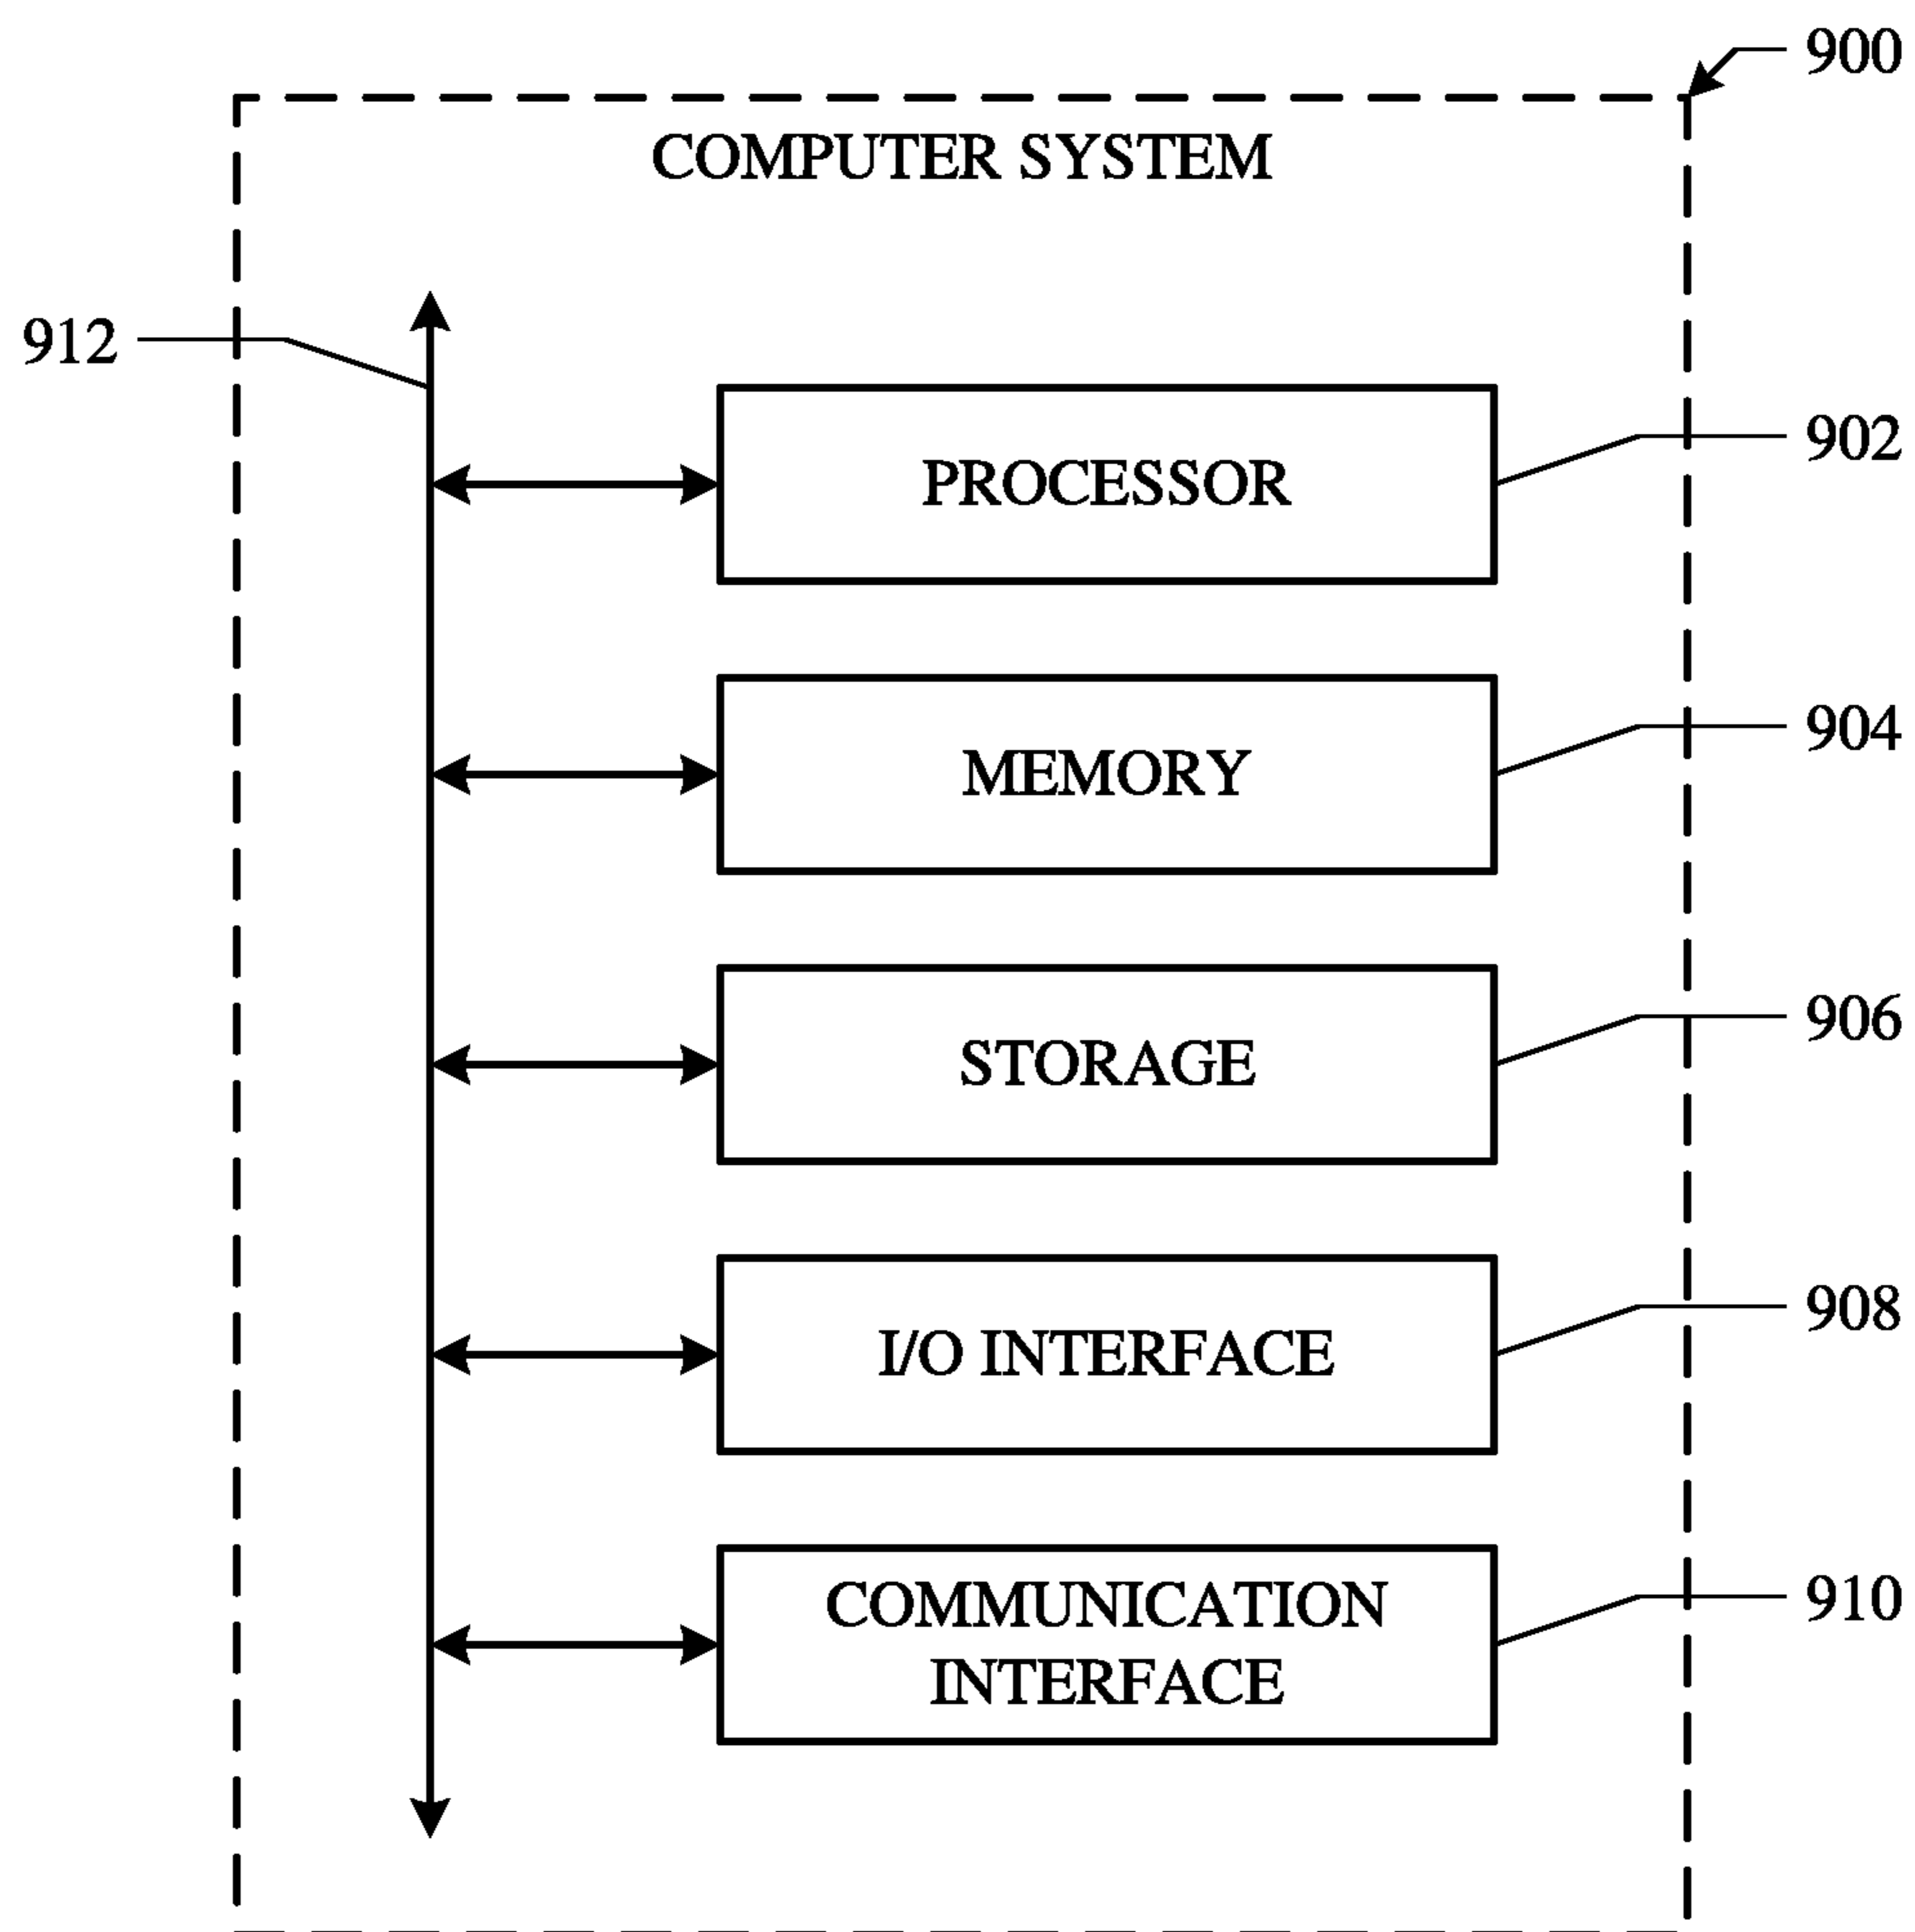 900
COMPUTER SYSTEM
912
902
PROCESSOR
904
MEMORY
906
STORAGE
908
I/O INTERFACE
910
COMMUNICATION
INTERFACE